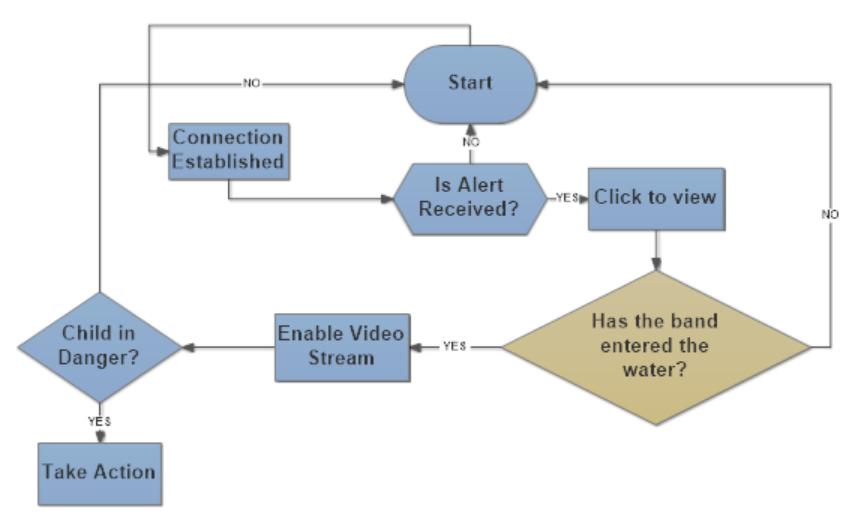 Start
NO
Connection
Established
NO
Is Alert
Received?
YES
Click to view
NO
Has the band
entered the
water?
YES
Enable Video
Stream
Child in
Danger?
YES
Take Action